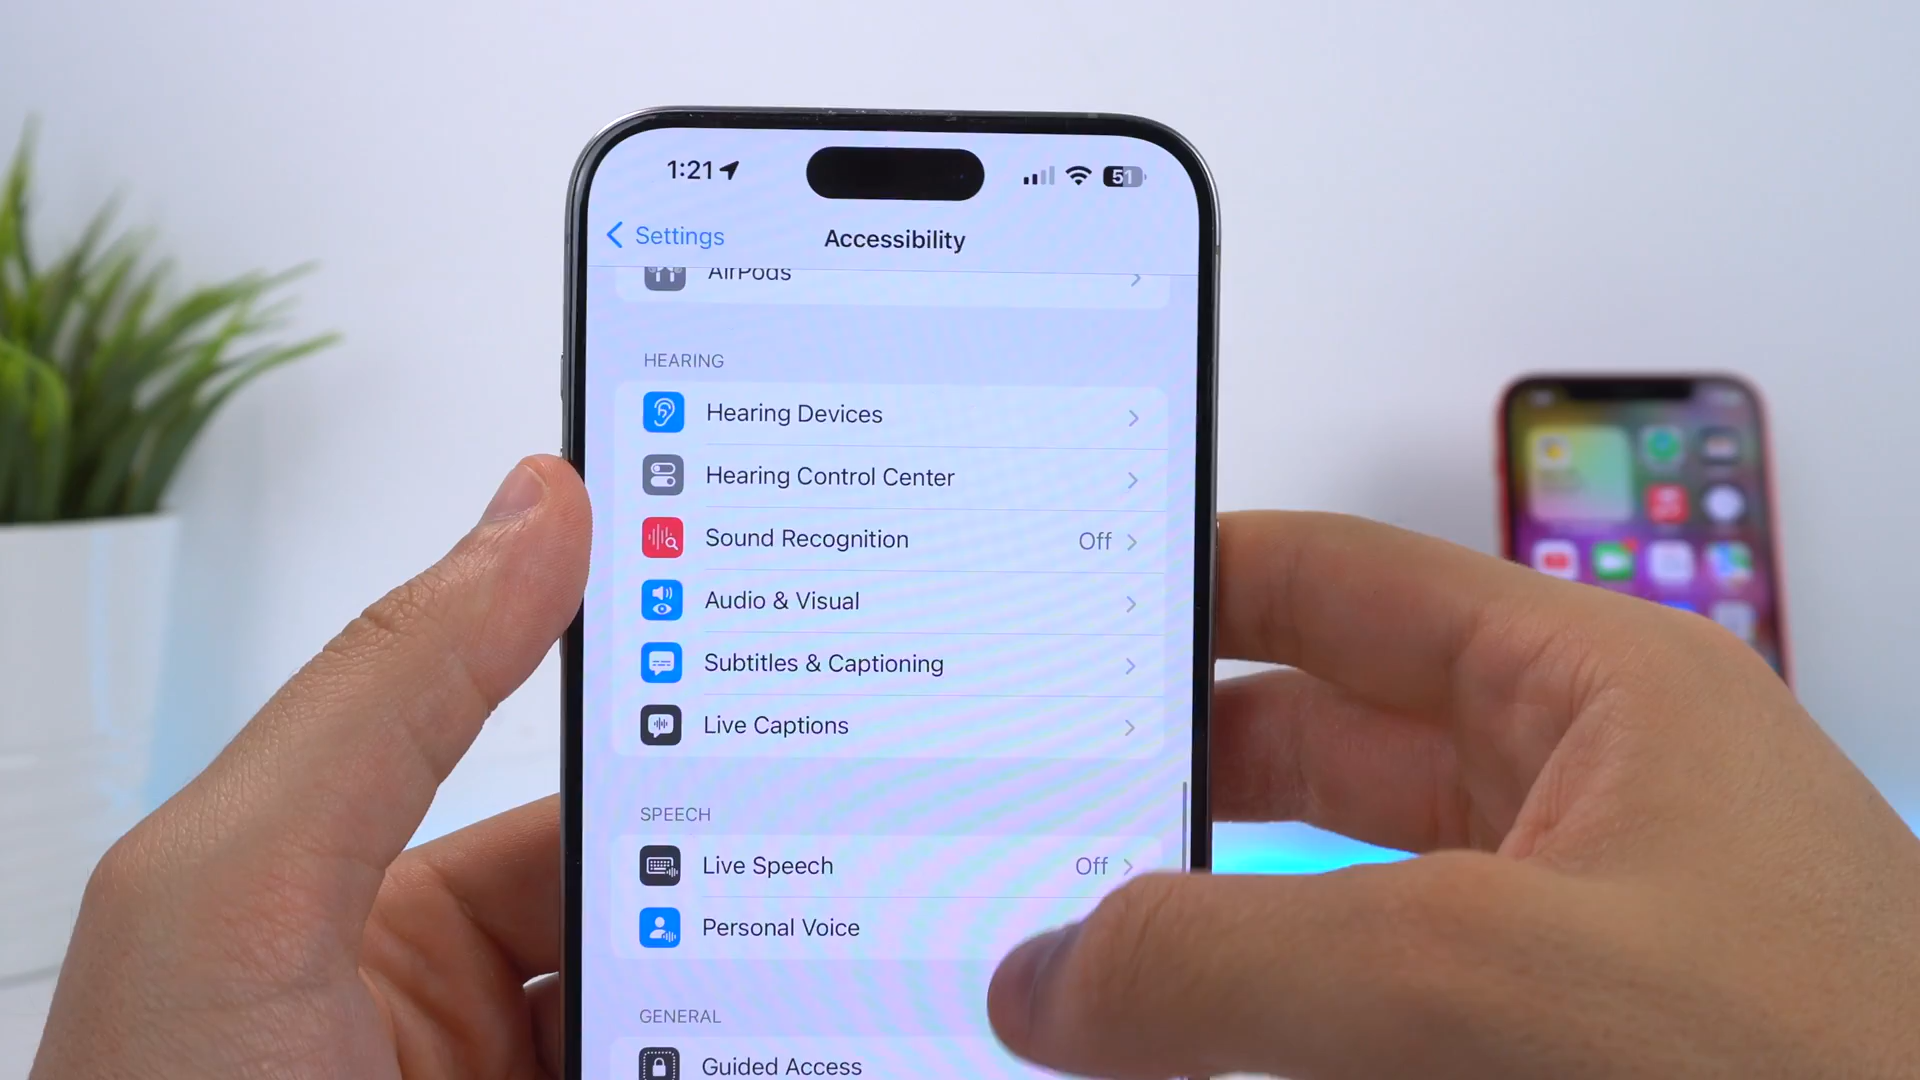 1:21
51
Settings
Accessibility
AirPods
HEARING
Hearing Devices
Hearing Control Center
Sound Recognition Off
Audio & Visual
Subtitles & Captioning
Live Captions
SPEECH
Live Speech Off
Personal Voice
GENERAL
Guided Access